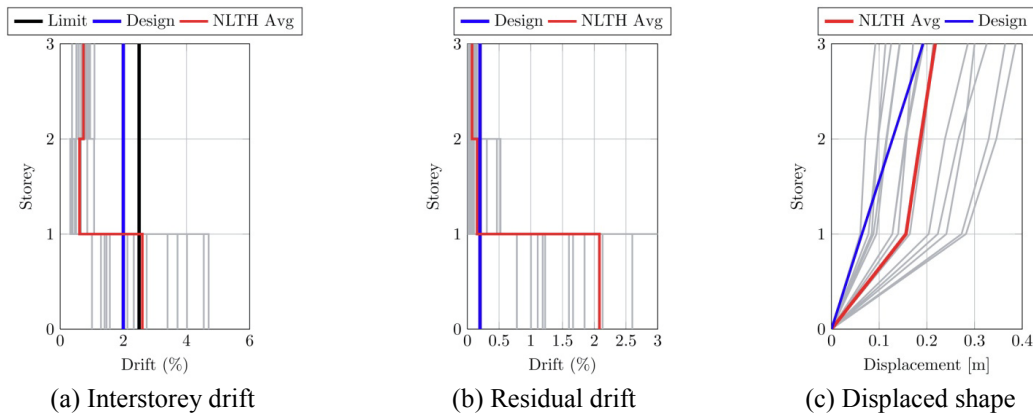 Limit Design NLTH Avg
3
2
1
0
Storey
0 2 4 6
Drift (%)
(a) Interstorey drift
Design NLTH Avg
3
2
1
0
Storey
0 0.5 1 1.5 2 2.5 3
Drift (%)
(b) Residual drift
NLTH Avg Design
3
2
1
0
Storey
0 0.1 0.2 0.3 0.4
Displacement [m]
(c) Displaced shape